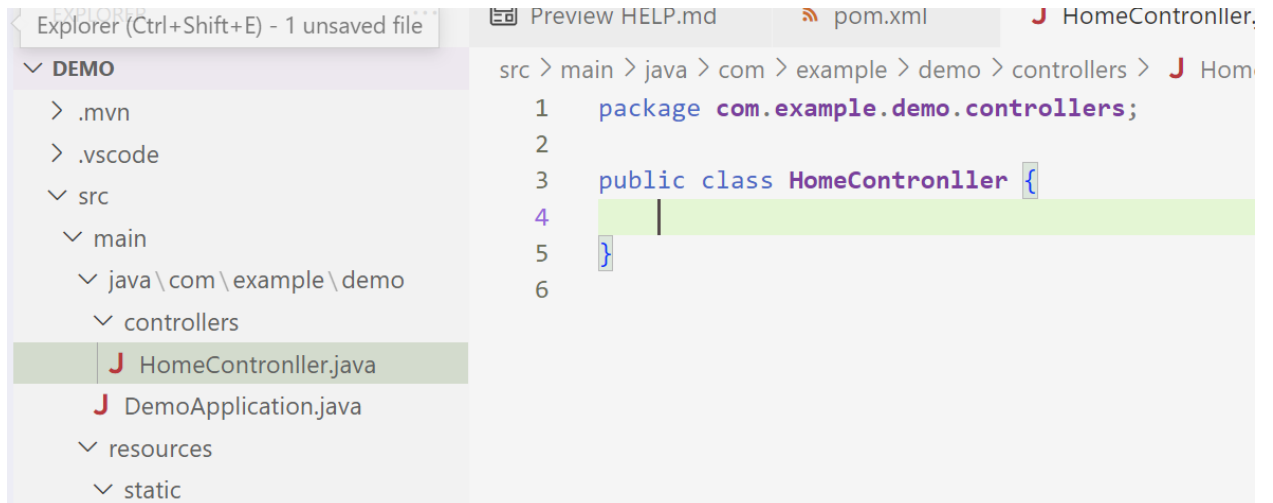 Explorer (Ctrl+Shift+E) - 1 unsaved file
DEMO
.mvn
.vscode
src
main
java\com\example\demo
controllers
HomeContronller.java
DemoApplication.java
resources
static
Preview HELP.md
pom.xml
HomeContronller.
src > main > java > com > example > demo > controllers > Hom
1 package com.example.demo.controllers;
2
3 public class HomeContronller {
4
5 }
6